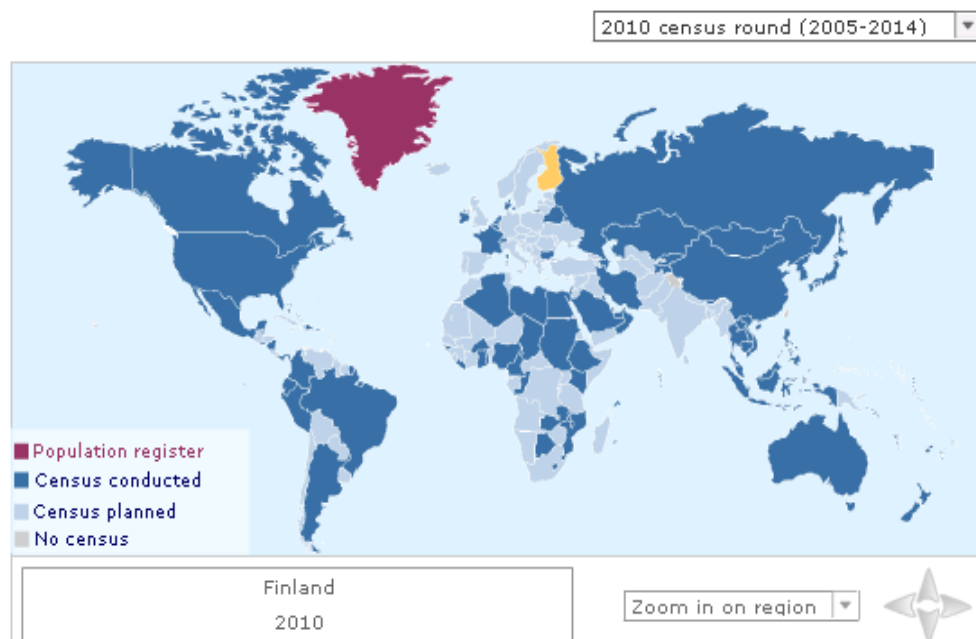 2010 census round (2005-2014)
Population register
Census conducted
Census planned
No census
Finland
2010
Zoom in on region